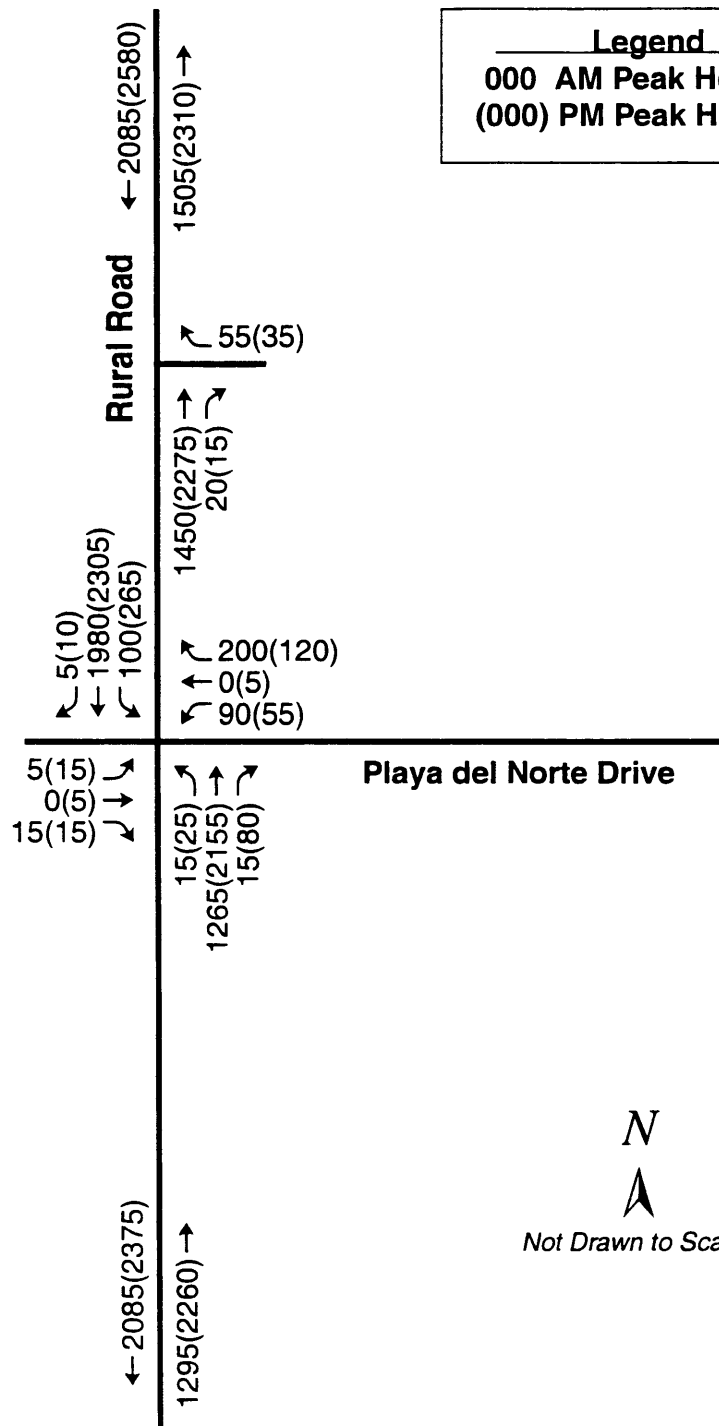 Legend
000 AM Peak H
(000) PM Peak H
2085(2580)
1505(2310)
Rural Road
55(35)
1450(2275)
20(15)
5(10)
1980(2305)
100(265)
200(120)
0(5)
90(55)
5(15)
0(5)
15(15)
Playa del Norte Drive
15(25)
1265(2155)
15(80)
N
Not Drawn to Sca
2085(2375)
1295(2260)